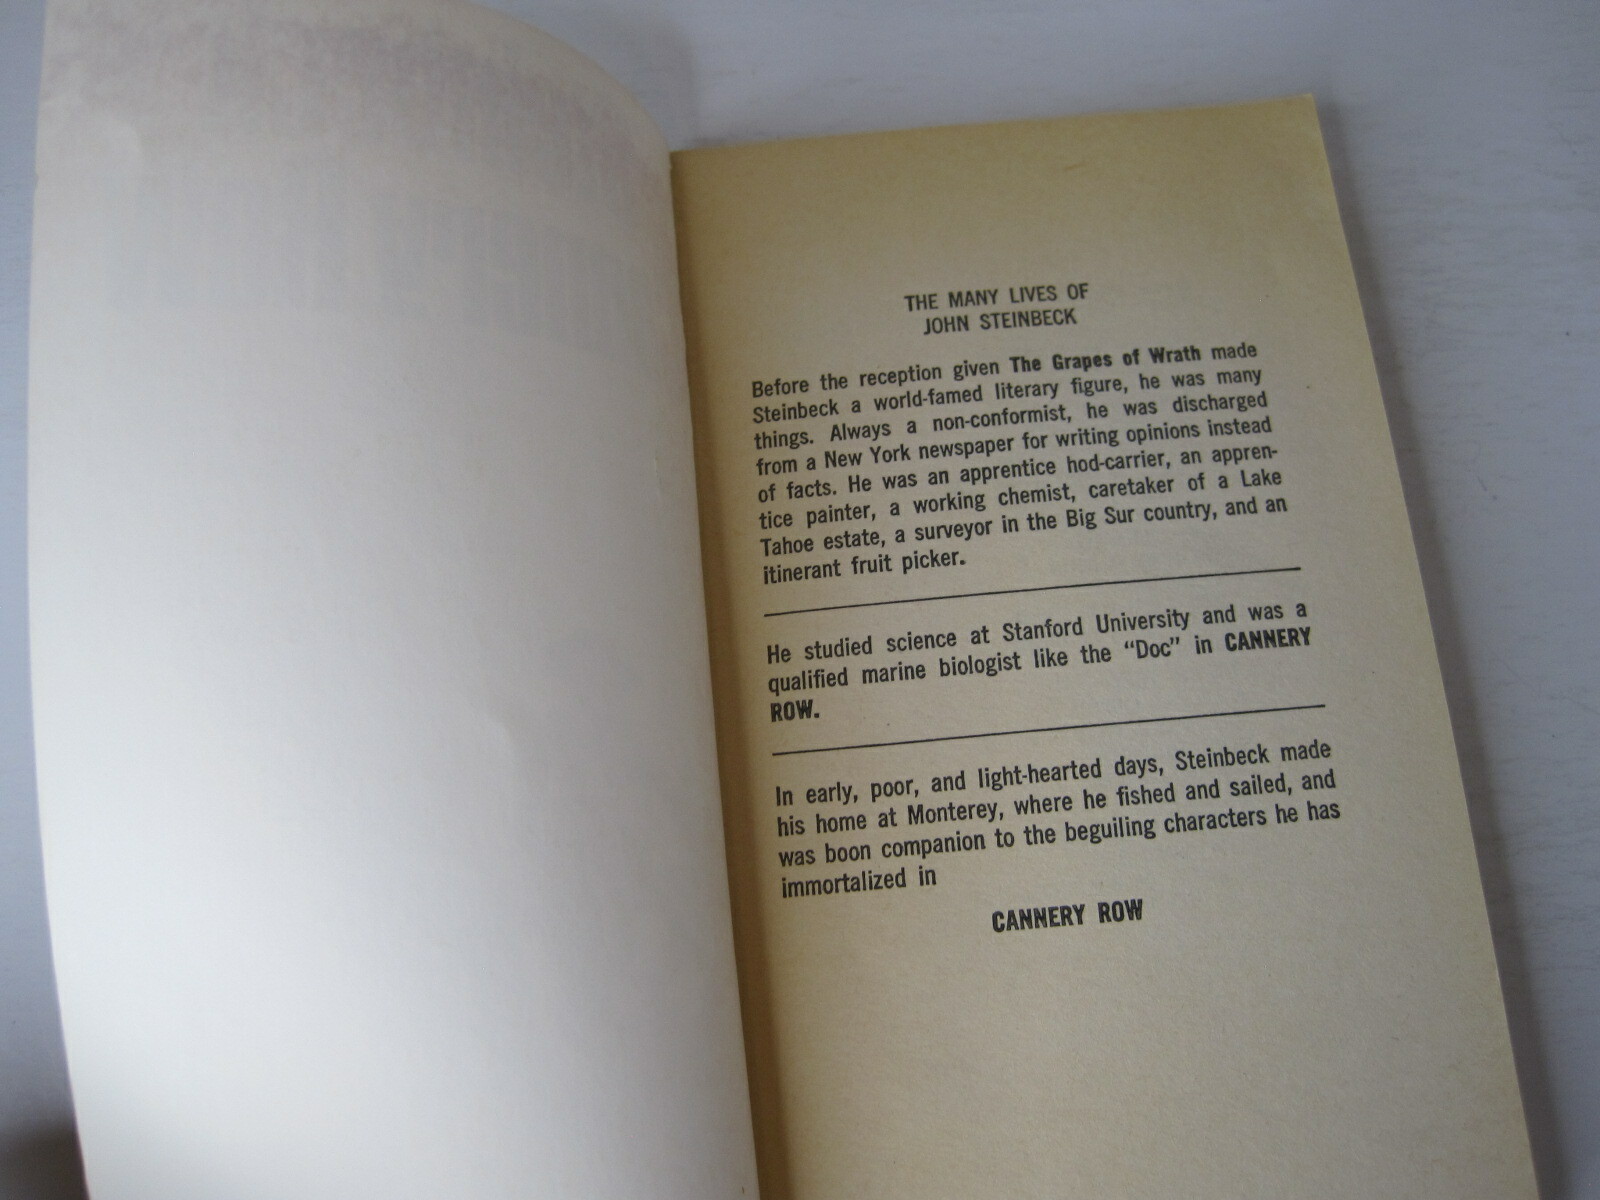 THE MANY LIVES OF
JOHN STEINBECK
Before the reception given The Grapes of Wrath made
Steinbeck a world-famed literary figure, he was many
things. Always a non-conformist, he was discharged
from a New York newspaper for writing opinions instead
of facts. He was an apprentice hod-carrier, an appren-
tice painter, a working chemist, caretaker of a Lake
Tahoe estate, a surveyor in the Big Sur country, and an
itinerant fruit picker.
He studied science at Stanford University and was a
qualified marine biologist like the "Doc" in CANNERY
ROW.
In early, poor, and light-hearted days, Steinbeck made
his home at Monterey, where he fished and sailed, and
was boon companion to the beguiling characters he has
immortalized in
CANNERY ROW